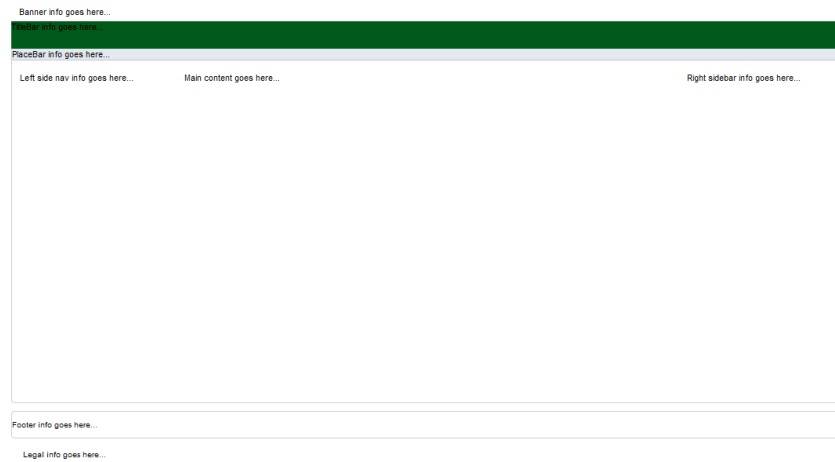 Banner info goes here...
TitleBar info goes here...
PlaceBar info goes here...
Left side nav info goes here...
Main content goes here...
Right sidebar info goes here...
Footer info goes here...
Legal info goes here...